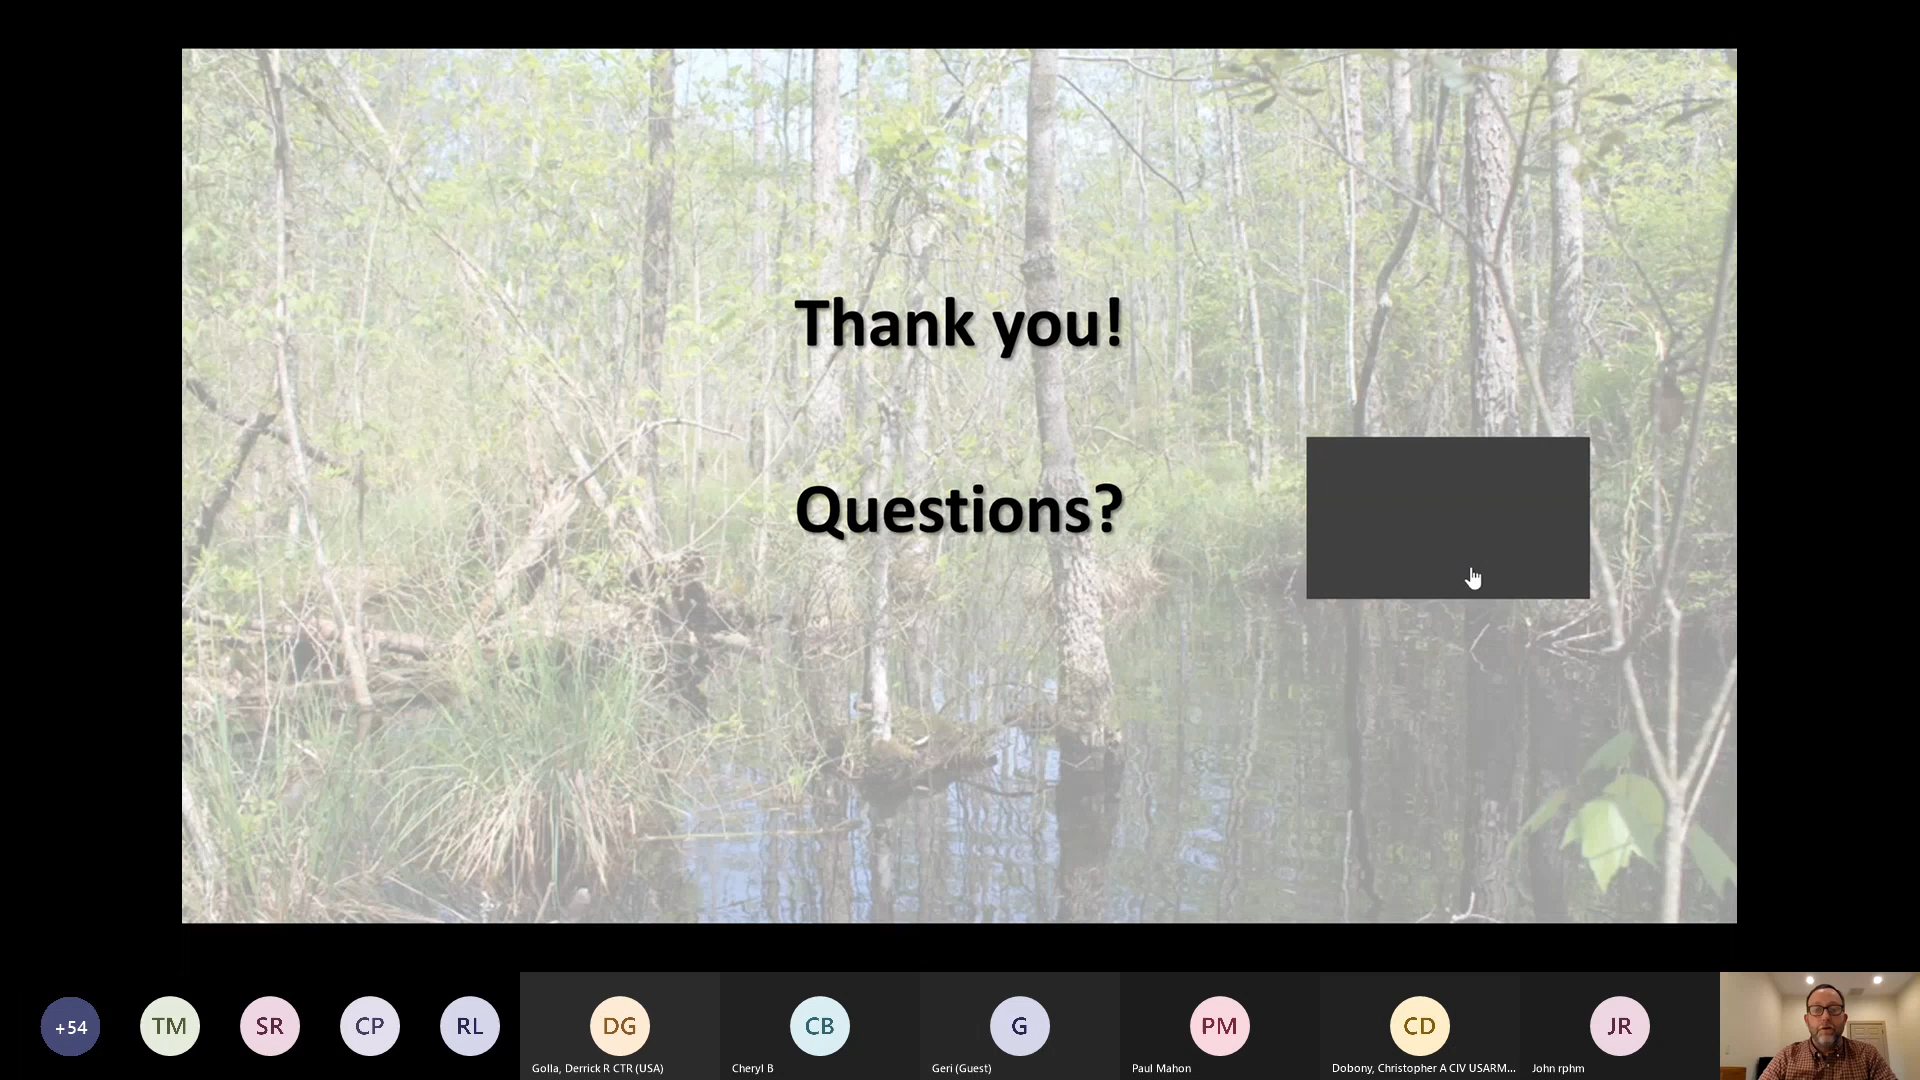 Thank you!
Questions?
+54
TM
SR
CP
RL
DG
CB
G
PM
CD
JR
Golla, Derrick R CTR (USA)
Cheryl B
Geri (Guest)
Paul Mahon
Dobony, Christopher A CIV USARM...
John rphm